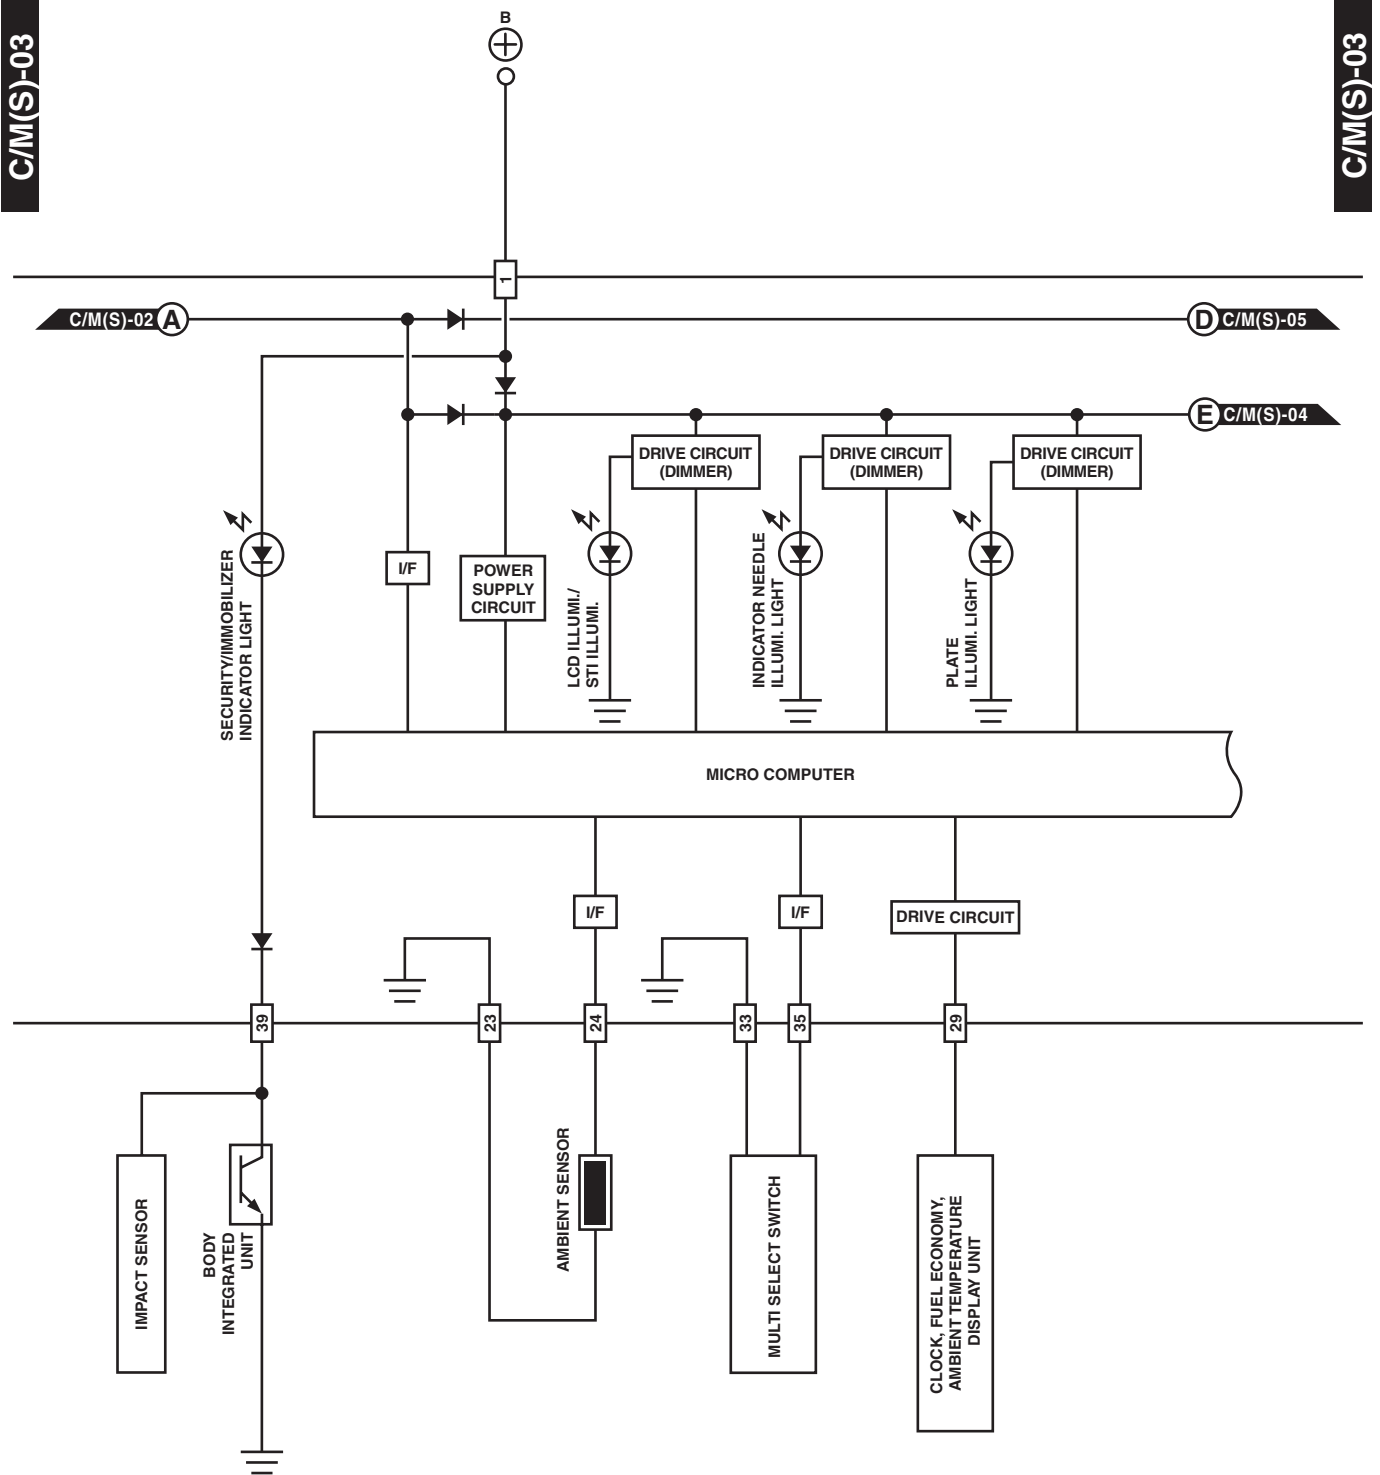 C/M(S)-03
C/M(S)-03
B
1
C/M(S)-02 A
D C/M(S)-05
E C/M(S)-04
DRIVE CIRCUIT
(DIMMER)
DRIVE CIRCUIT
(DIMMER)
DRIVE CIRCUIT
(DIMMER)
SECURITY/IMMOBILIZER
INDICATOR LIGHT
I/F
POWER
SUPPLY
CIRCUIT
LCD ILLUMI./
STI ILLUMI.
INDICATOR NEEDLE
ILLUMI. LIGHT
PLATE
ILLUMI. LIGHT
MICRO COMPUTER
I/F
I/F
DRIVE CIRCUIT
39
23
24
33
35
29
IMPACT SENSOR
BODY
INTEGRATED
UNIT
AMBIENT SENSOR
MULTI SELECT SWITCH
CLOCK, FUEL ECONOMY,
AMBIENT TEMPERATURE
DISPLAY UNIT